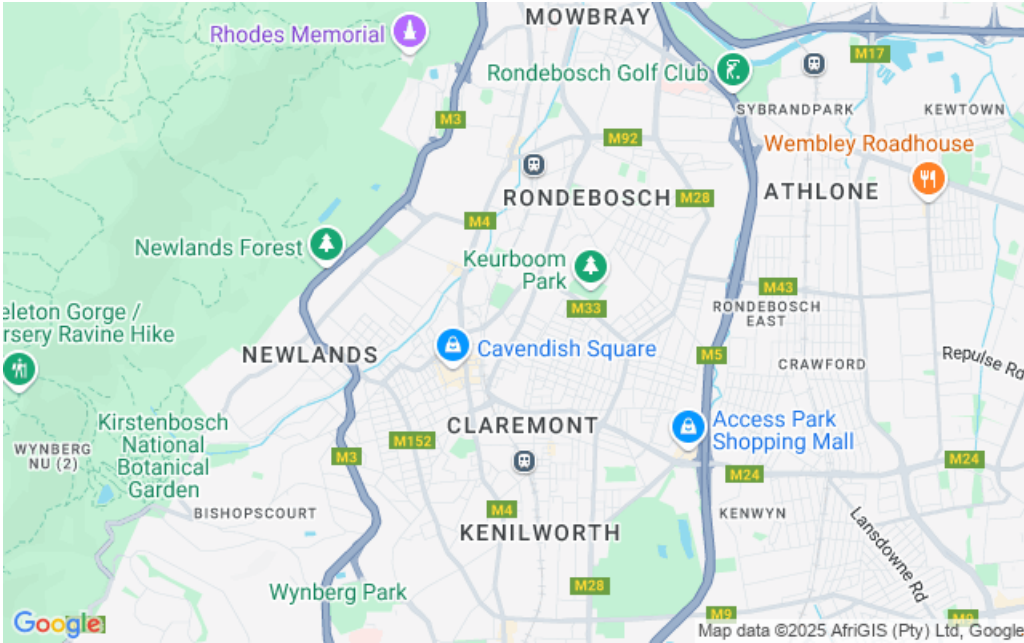 MOWBRAY
Rhodes Memorial
M17
Rondebosch Golf Club
SYBRANDPARK
KEWTOWN
M3
M92
Wembley Roadhouse
RONDEBOSCH
M28
ATHLONE
M4
Newlands Forest
Keurboom
Park
M43
M33
RONDEBOSCH
EAST
eleton Gorge /
rsery Ravine Hike
NEWLANDS
Cavendish Square
M5
CRAWFORD
Repulse Rd
Kirstenbosch
National
Botanical
Garden
WYNBERG
NU (2)
CLAREMONT
M152
Access Park
Shopping Mall
M3
M24
M24
BISHOPSCOURT
M4
KENWYN
KENILWORTH
Lansdowne Rd
Wynberg Park
M28
M9
M9
Google
Map data ©2025 AfriGIS (Pty) Ltd, Google